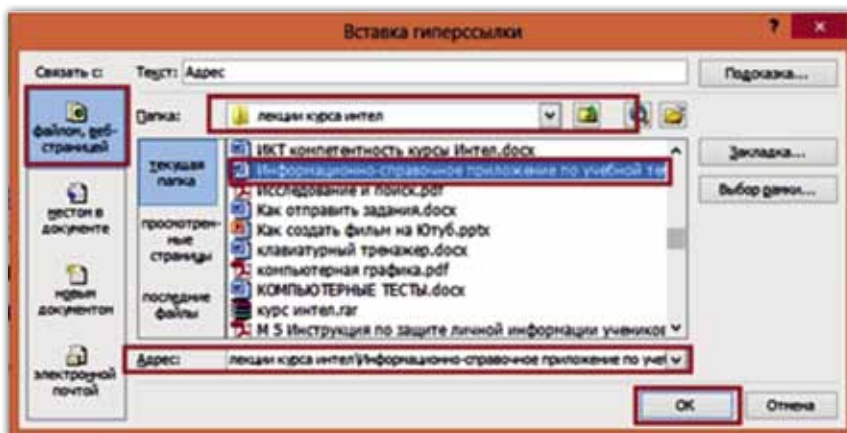 Вставка гиперссылки
? ×
Связать с: Текст: Адрес Подсказка...
файлом, веб-страницей
Папка: лекции курса интел
местом в документе
новым документом
электронной почтой
текущая папка
просмотрен-ные страницы
последние файлы
ИКТ компетентность курсы Интел.docx
Информационно-справочное приложение по учебной те
Исследование и поиск.pdf
Как отправить задания.docx
Как создать фильм на Ютуб.pptx
клавиатурный тренажер.docx
компьютерная графика.pdf
КОМПЬЮТЕРНЫЕ ТЕСТЫ.docx
курс интел.rar
М 5 Инструкция по защите личной информации учеников
Закладка...
Выбор рамки...
Адрес: лекции курса интел\Информационно-справочное приложение по учеб
ОК Отмена